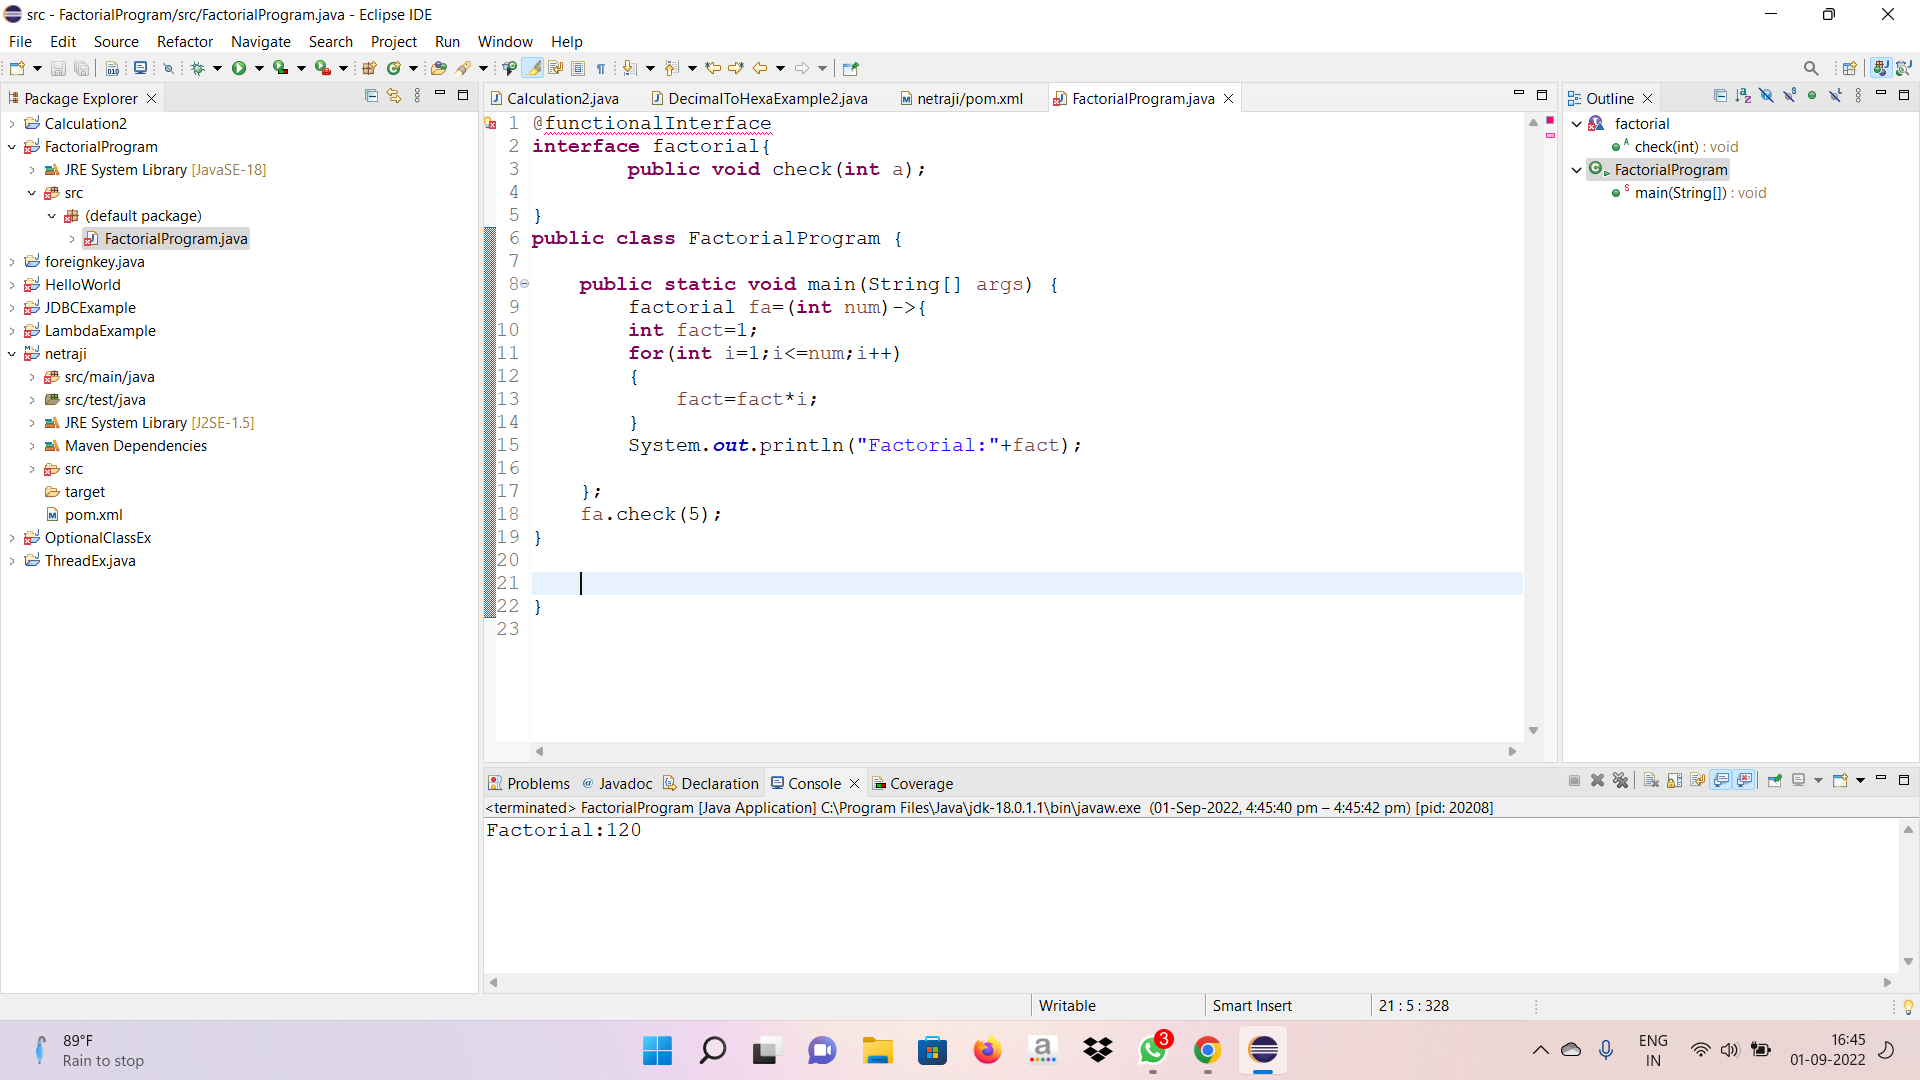 src - FactorialProgram/src/FactorialProgram.java - Eclipse IDE
File Edit Source Refactor Navigate Search Project Run Window Help
Package Explorer
Calculation2
FactorialProgram
JRE System Library [JavaSE-18]
src
(default package)
FactorialProgram.java
foreignkey.java
HelloWorld
JDBCExample
LambdaExample
netraji
src/main/java
src/test/java
JRE System Library [J2SE-1.5]
Maven Dependencies
src
target
pom.xml
OptionalClassEx
ThreadEx.java
Calculation2.java DecimalToHexaExample2.java netraji/pom.xml FactorialProgram.java
1 @functionalInterface
2 interface factorial{
3 public void check(int a);
4
5 }
6 public class FactorialProgram {
7
8 public static void main(String[] args) {
9 factorial fa=(int num)->{
10 int fact=1;
11 for(int i=1;i<=num;i++)
12 {
13 fact=fact*i;
14 }
15 System.out.println("Factorial:"+fact);
16
17 };
18 fa.check(5);
19 }
20
21
22 }
23
Outline
factorial
check(int) : void
FactorialProgram
main(String[]) : void
Problems @ Javadoc Declaration Console Coverage
<terminated> FactorialProgram [Java Application] C:\Program Files\Java\jdk-18.0.1.1\bin\javaw.exe (01-Sep-2022, 4:45:40 pm – 4:45:42 pm) [pid: 20208]
Factorial:120
Writable Smart Insert 21 : 5 : 328
89°F
Rain to stop
3
ENG
IN
16:45
01-09-2022